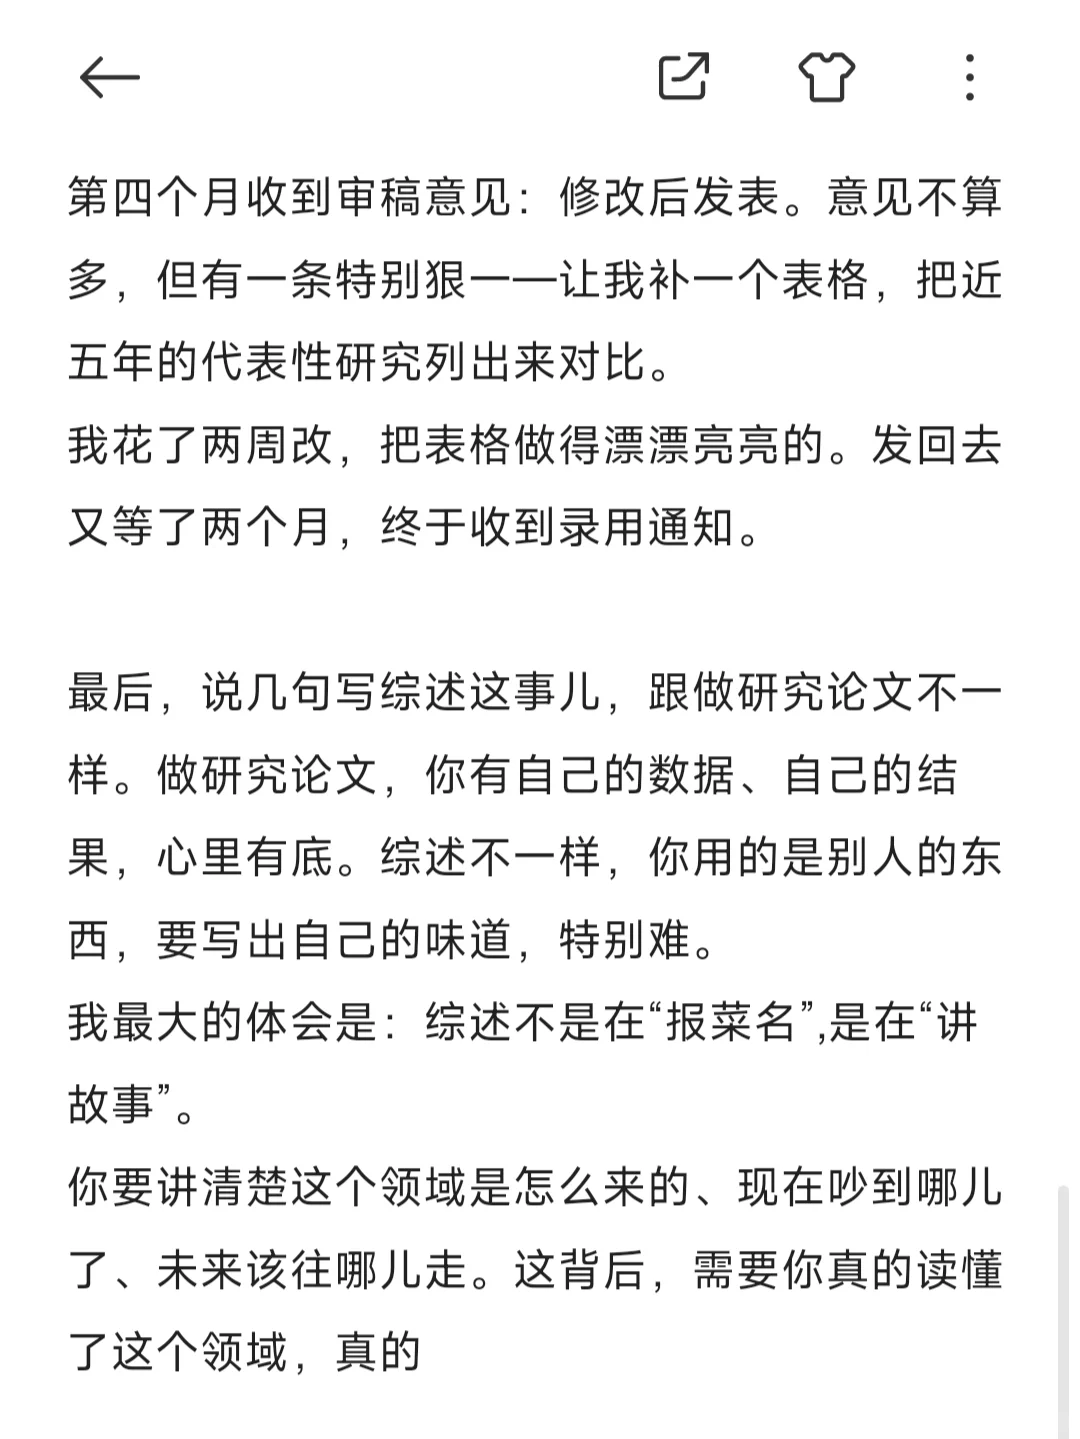 第四个月收到审稿意见：修改后发表。意见不算
多，但有一条特别狠一—让我补一个表格，把近
五年的代表性研究列出来对比。
我花了两周改，把表格做得漂漂亮亮的。发回去
又等了两个月，终于收到录用通知。
最后，说几句写综述这事儿，跟做研究论文不一
样。做研究论文，你有自己的数据、自己的结
果，心里有底。综述不一样，你用的是别人的东
西，要写出自己的味道，特别难。
我最大的体会是：综述不是在“报菜名”,是在“讲
故事”。
你要讲清楚这个领域是怎么来的、现在吵到哪儿
了、未来该往哪儿走。这背后，需要你真的读懂
了这个领域，真的